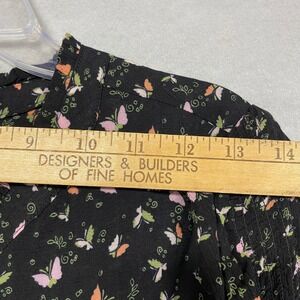 9 10 11 12 13 14
DESIGNERS & BUILDERS
OF FINE HOMES